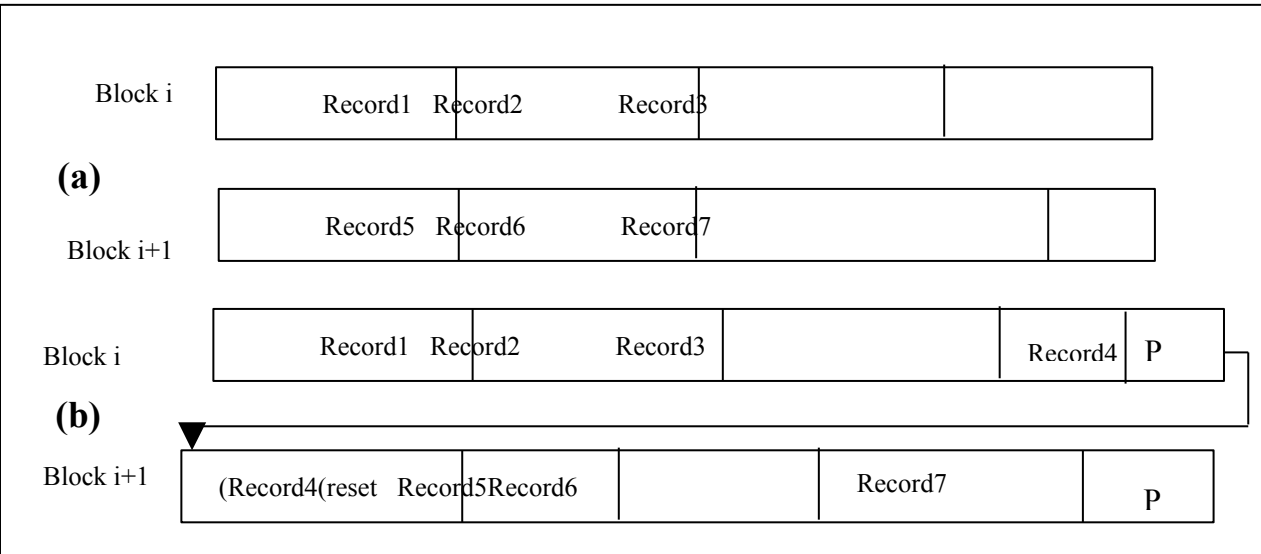 Block i
Record1 Record2 Record3
(a)
Record5 Record6 Record7
Block i+1
Record1 Record2 Record3 Record4 P
Block i
(b)
Block i+1
(Record4(reset Record5Record6 Record7 P